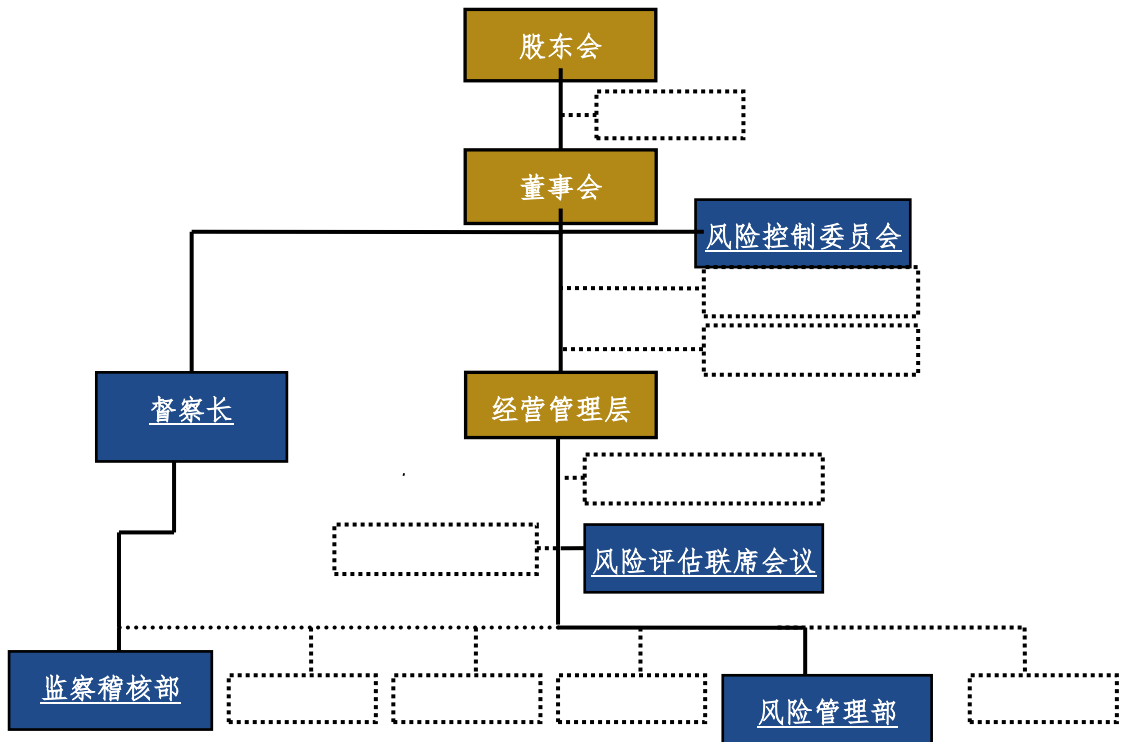 股东会
董事会
风险控制委员会
督察长
经营管理层
风险评估联席会议
监察稽核部
风险管理部